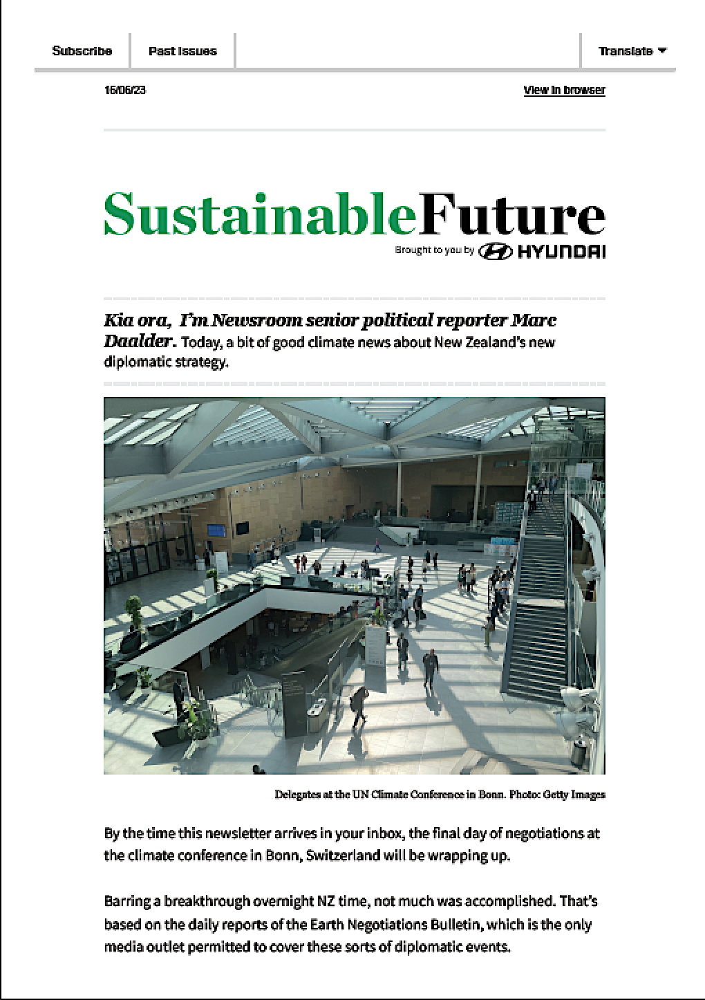 Subscribe
Past Issues
Translate
16/06/23
View in browser
SustainableFuture
Brought to you by HYUNDAI
Kia ora, I'm Newsroom senior political reporter Marc
Daalder. Today, a bit of good climate news about New Zealand's new
diplomatic strategy.
Delegates at the UN Climate Conference in Bonn. Photo: Getty Images
By the time this newsletter arrives in your inbox, the final day of negotiations at
the climate conference in Bonn, Switzerland will be wrapping up.
Barring a breakthrough overnight NZ time, not much was accomplished. That's
based on the daily reports of the Earth Negotiations Bulletin, which is the only
media outlet permitted to cover these sorts of diplomatic events.